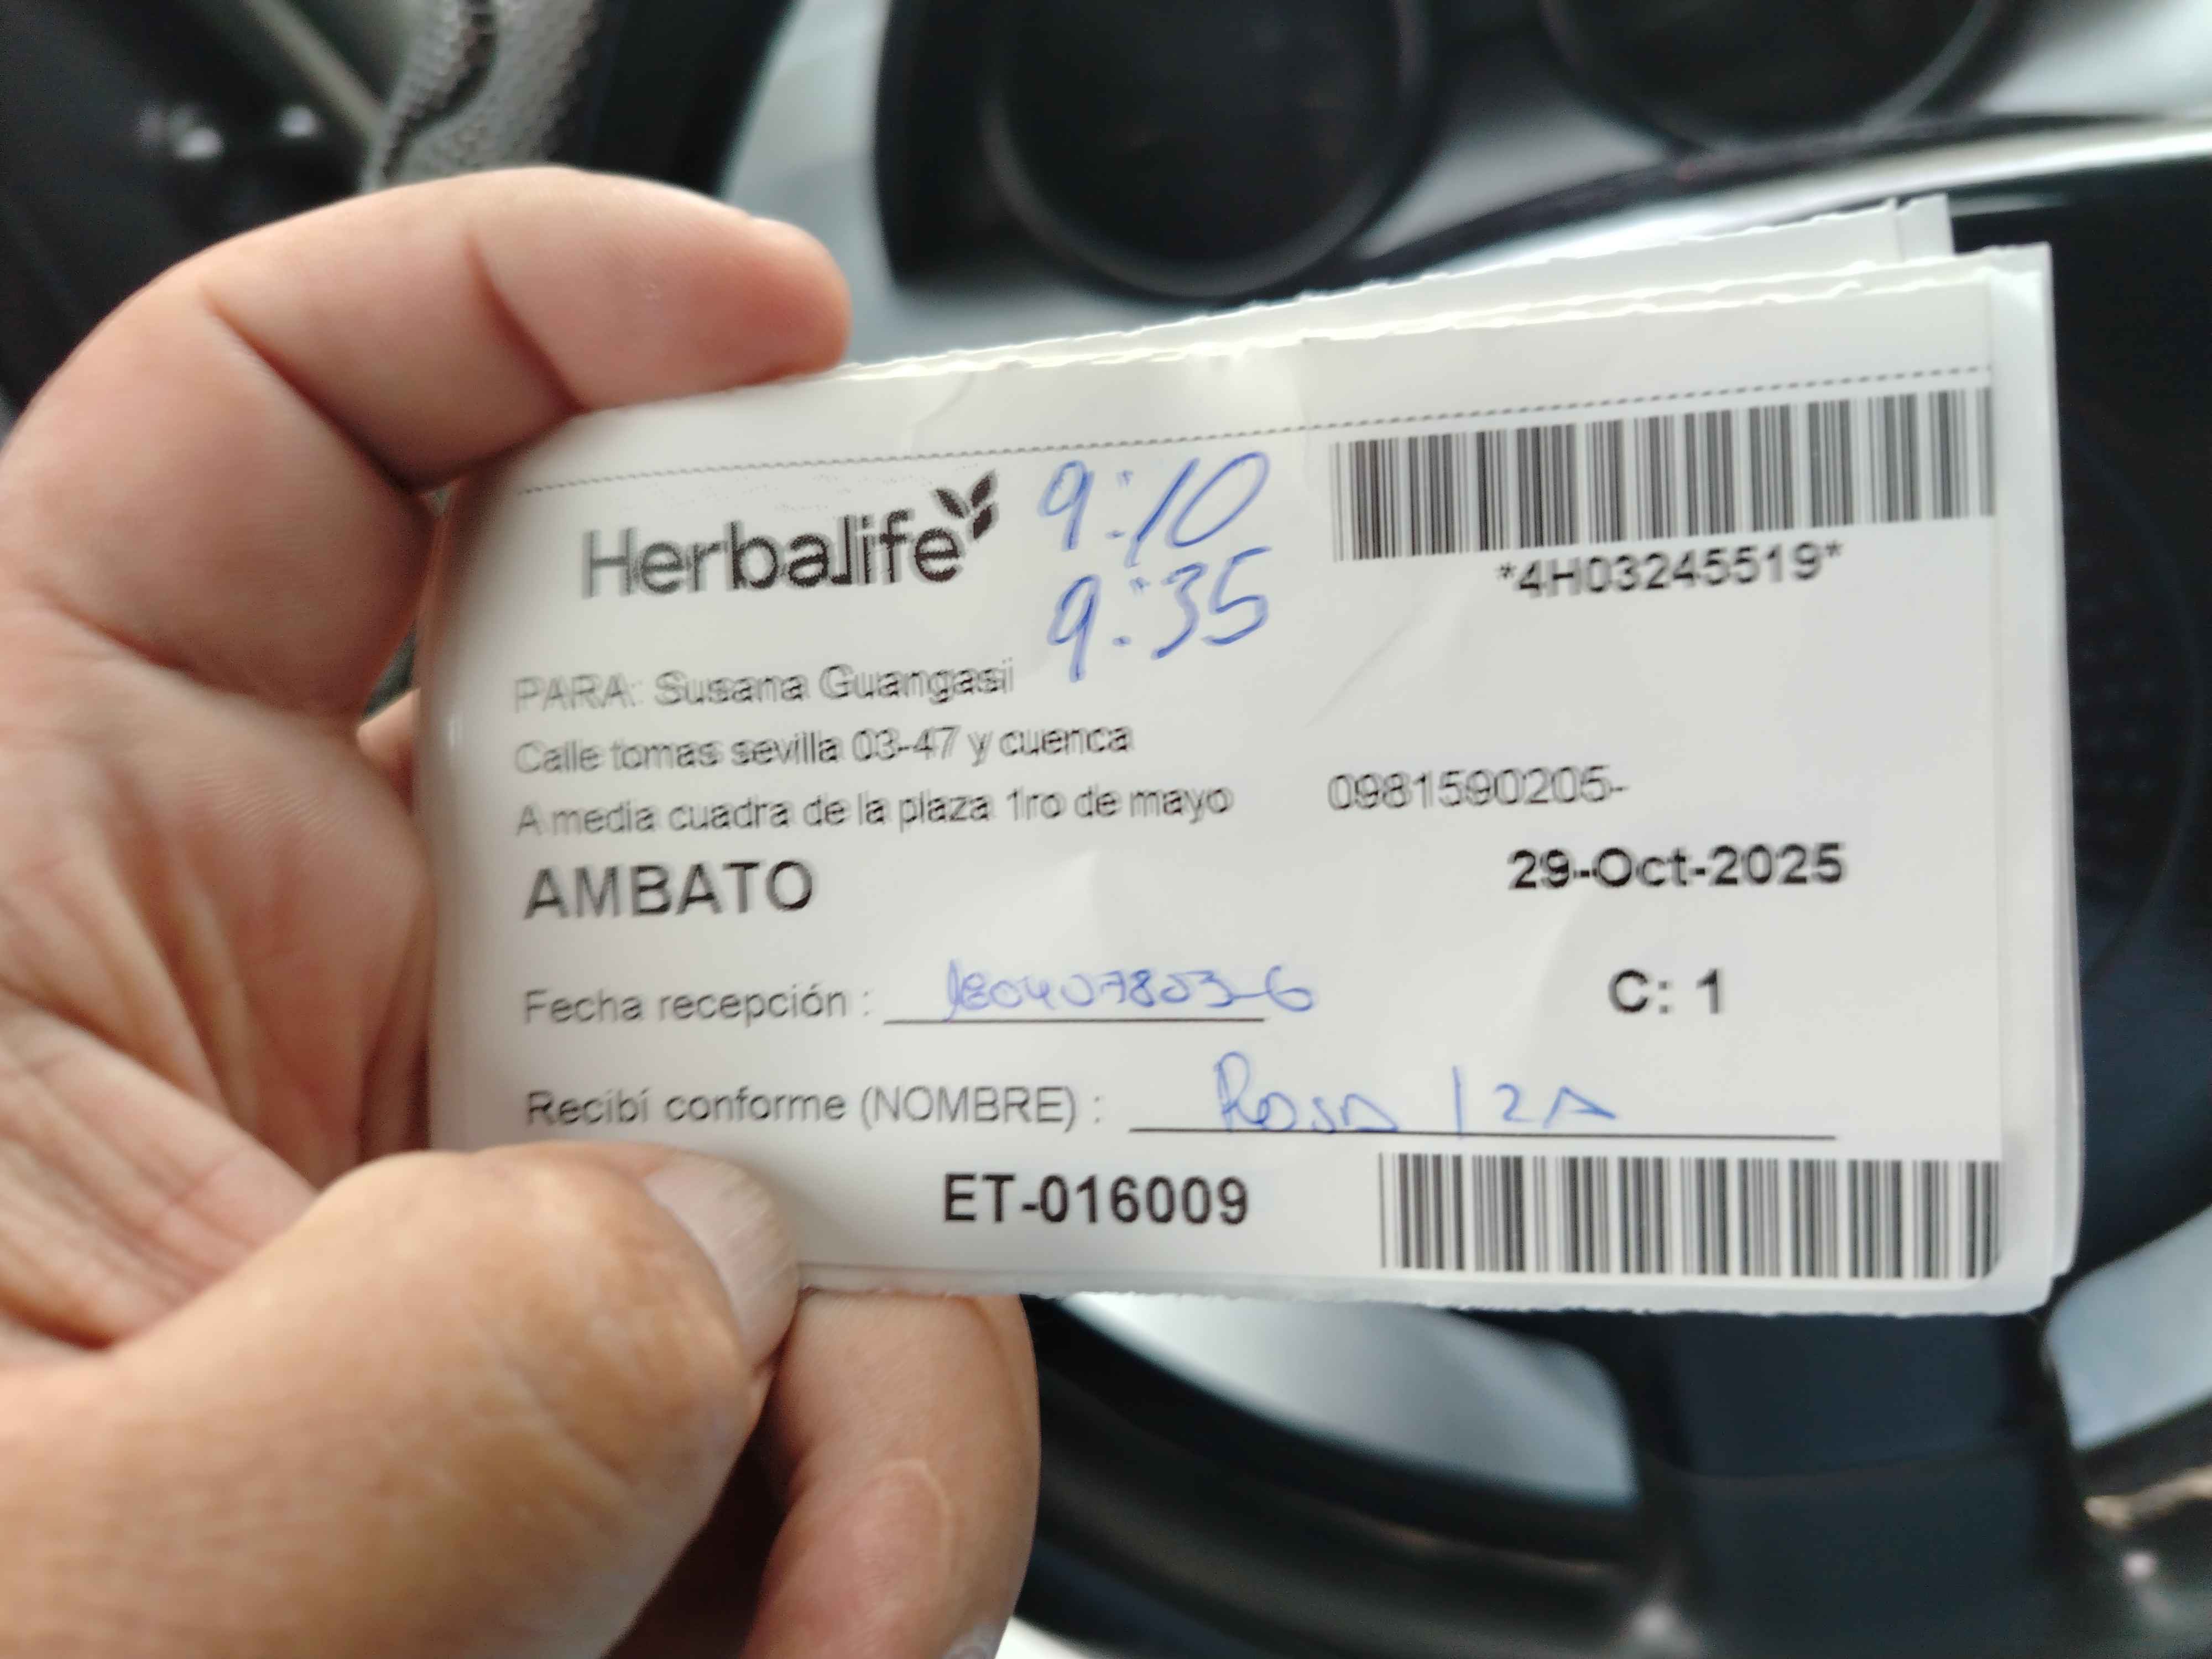 Herbalife
9:10
9:35
*4H03245519*
PARA: Susana Guangasi
Calle tomas sevilla 03-47 y cuenca
A media cuadra de la plaza 1ro de mayo 0981590205-
AMBATO 29-Oct-2025
Fecha recepción : C: 1
Recibí conforme (NOMBRE) : Rosa
ET-016009